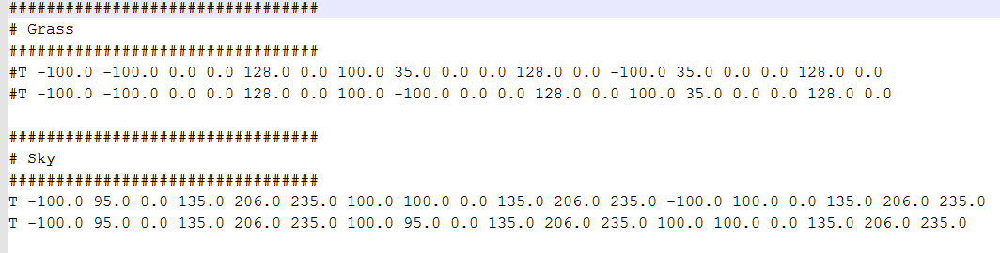 #################################
# Grass
#################################
#T -100.0 -100.0 0.0 0.0 128.0 0.0 100.0 35.0 0.0 0.0 128.0 0.0 -100.0 35.0 0.0 0.0 128.0 0.0
#T -100.0 -100.0 0.0 0.0 128.0 0.0 100.0 -100.0 0.0 0.0 128.0 0.0 100.0 35.0 0.0 0.0 128.0 0.0
#################################
# Sky
#################################
T -100.0 95.0 0.0 135.0 206.0 235.0 100.0 100.0 0.0 135.0 206.0 235.0 -100.0 100.0 0.0 135.0 206.0 235.0
T -100.0 95.0 0.0 135.0 206.0 235.0 100.0 95.0 0.0 135.0 206.0 235.0 100.0 100.0 0.0 135.0 206.0 235.0